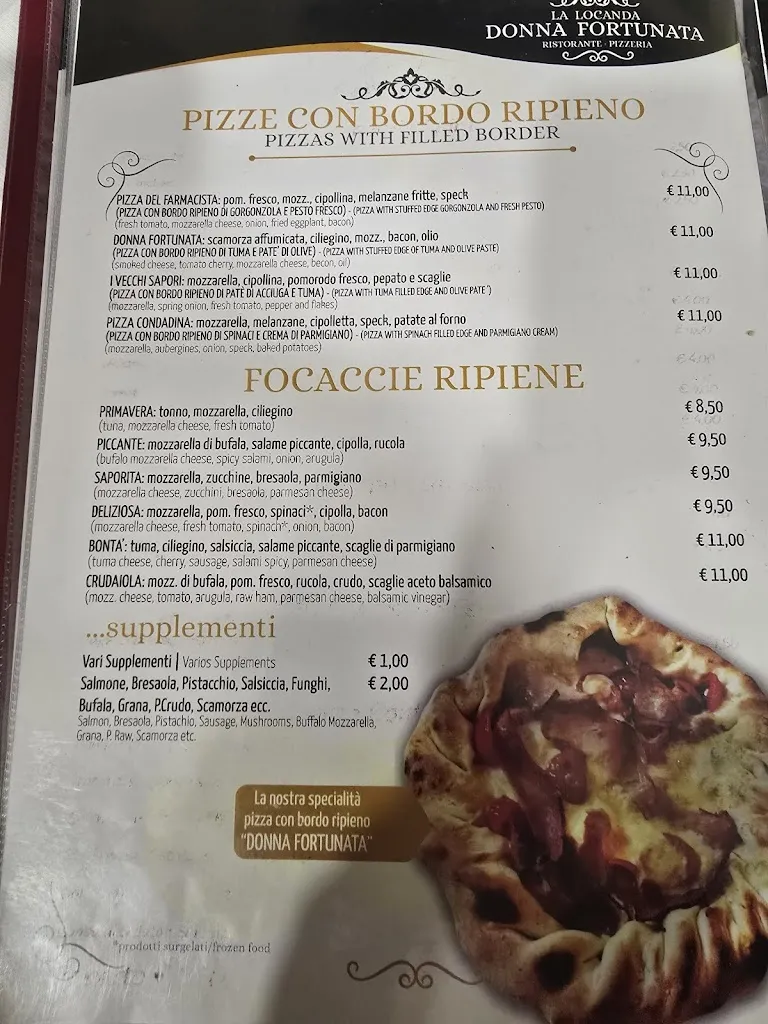 LA LOCANDA
DONNA FORTUNATA
RISTORANTE · PIZZERIA
PIZZE CON BORDO RIPIENO
PIZZAS WITH FILLED BORDER
PIZZA DEL FARMACISTA: pom. fresco, mozz., cipollina, melanzane fritte, speck € 11,00
(PIZZA CON BORDO RIPIENO DI GORGONZOLA E PESTO FRESCO) - (PIZZA WITH STUFFED EDGE GORGONZOLA AND FRESH PESTO)
(fresh tomato, mozzarella cheese, onion, fried eggplant, bacon)
DONNA FORTUNATA: scamorza affumicata, ciliegino, mozz., bacon, olio € 11,00
(PIZZA CON BORDO RIPIENO DI TUMA E PATE' DI OLIVE) - (PIZZA WITH STUFFED EDGE OF TUMA AND OLIVE PASTE)
(smoked cheese, tomato cherry, mozzarella cheese, becon, oil)
I VECCHI SAPORI: mozzarella, cipollina, pomorodo fresco, pepato e scaglie € 11,00
(PIZZA CON BORDO RIPIENO DI PATÈ DI ACCIUGA E TUMA) - (PIZZA WITH TUMA FILLED EDGE AND OLIVE PATE')
(mozzarella, spring onion, fresh tomato, pepper and flakes)
PIZZA CONDADINA: mozzarella, melanzane, cipolletta, speck, patate al forno € 11,00
(PIZZA CON BORDO RIPIENO DI SPINACI E CREMA DI PARMIGIANO) - (PIZZA WITH SPINACH FILLED EDGE AND PARMIGIANO CREAM)
(mozzarella, aubergines, onion, speck, baked potatoes)
FOCACCIE RIPIENE
PRIMAVERA: tonno, mozzarella, ciliegino € 8,50
(tuna, mozzarella cheese, fresh tomato)
PICCANTE: mozzarella di bufala, salame piccante, cipolla, rucola € 9,50
(bufalo mozzarella cheese, spicy salami, onion, arugula)
SAPORITA: mozzarella, zucchine, bresaola, parmigiano € 9,50
(mozzarella cheese, zucchini, bresaola, parmesan cheese)
DELIZIOSA: mozzarella, pom. fresco, spinaci*, cipolla, bacon € 9,50
(mozzarella cheese, fresh tomato, spinach*, onion, bacon)
BONTA': tuma, ciliegino, salsiccia, salame piccante, scaglie di parmigiano € 11,00
(tuma cheese, cherry, sausage, salami spicy, parmesan cheese)
CRUDAIOLA: mozz. di bufala, pom. fresco, rucola, crudo, scaglie aceto balsamico € 11,00
(mozz. cheese, tomato, arugula, raw ham, parmesan cheese, balsamic vinegar)
...supplementi
Vari Supplementi | Varios Supplements € 1,00
Salmone, Bresaola, Pistacchio, Salsiccia, Funghi, € 2,00
Bufala, Grana, P.Crudo, Scamorza ecc.
Salmon, Bresaola, Pistachio, Sausage, Mushrooms, Buffalo Mozzarella,
Grana, P. Raw, Scamorza etc.
La nostra specialità
pizza con bordo ripieno
"DONNA FORTUNATA"
*prodotti surgelati/frozen food